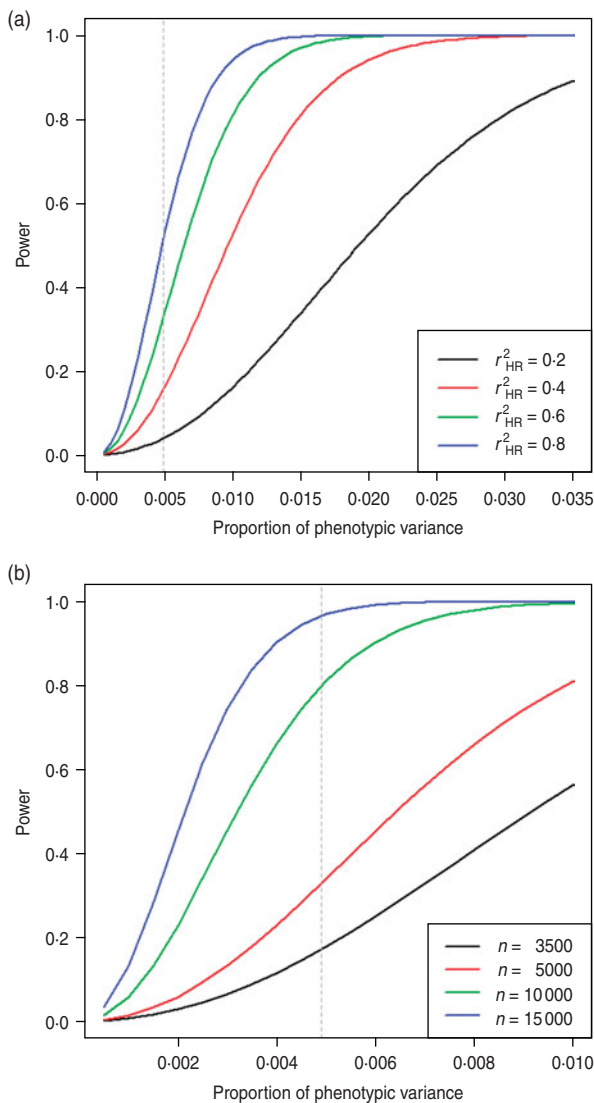 (a)
1·0
0·8
0·6
0·4
0·2
0·0
Power
r²HR = 0·2
r²HR = 0·4
r²HR = 0·6
r²HR = 0·8
0·000 0·005 0·010 0·015 0·020 0·025 0·030 0·035
Proportion of phenotypic variance
(b)
1·0
0·8
0·6
0·4
0·2
0·0
Power
n = 3500
n = 5000
n = 10 000
n = 15 000
0·002 0·004 0·006 0·008 0·010
Proportion of phenotypic variance